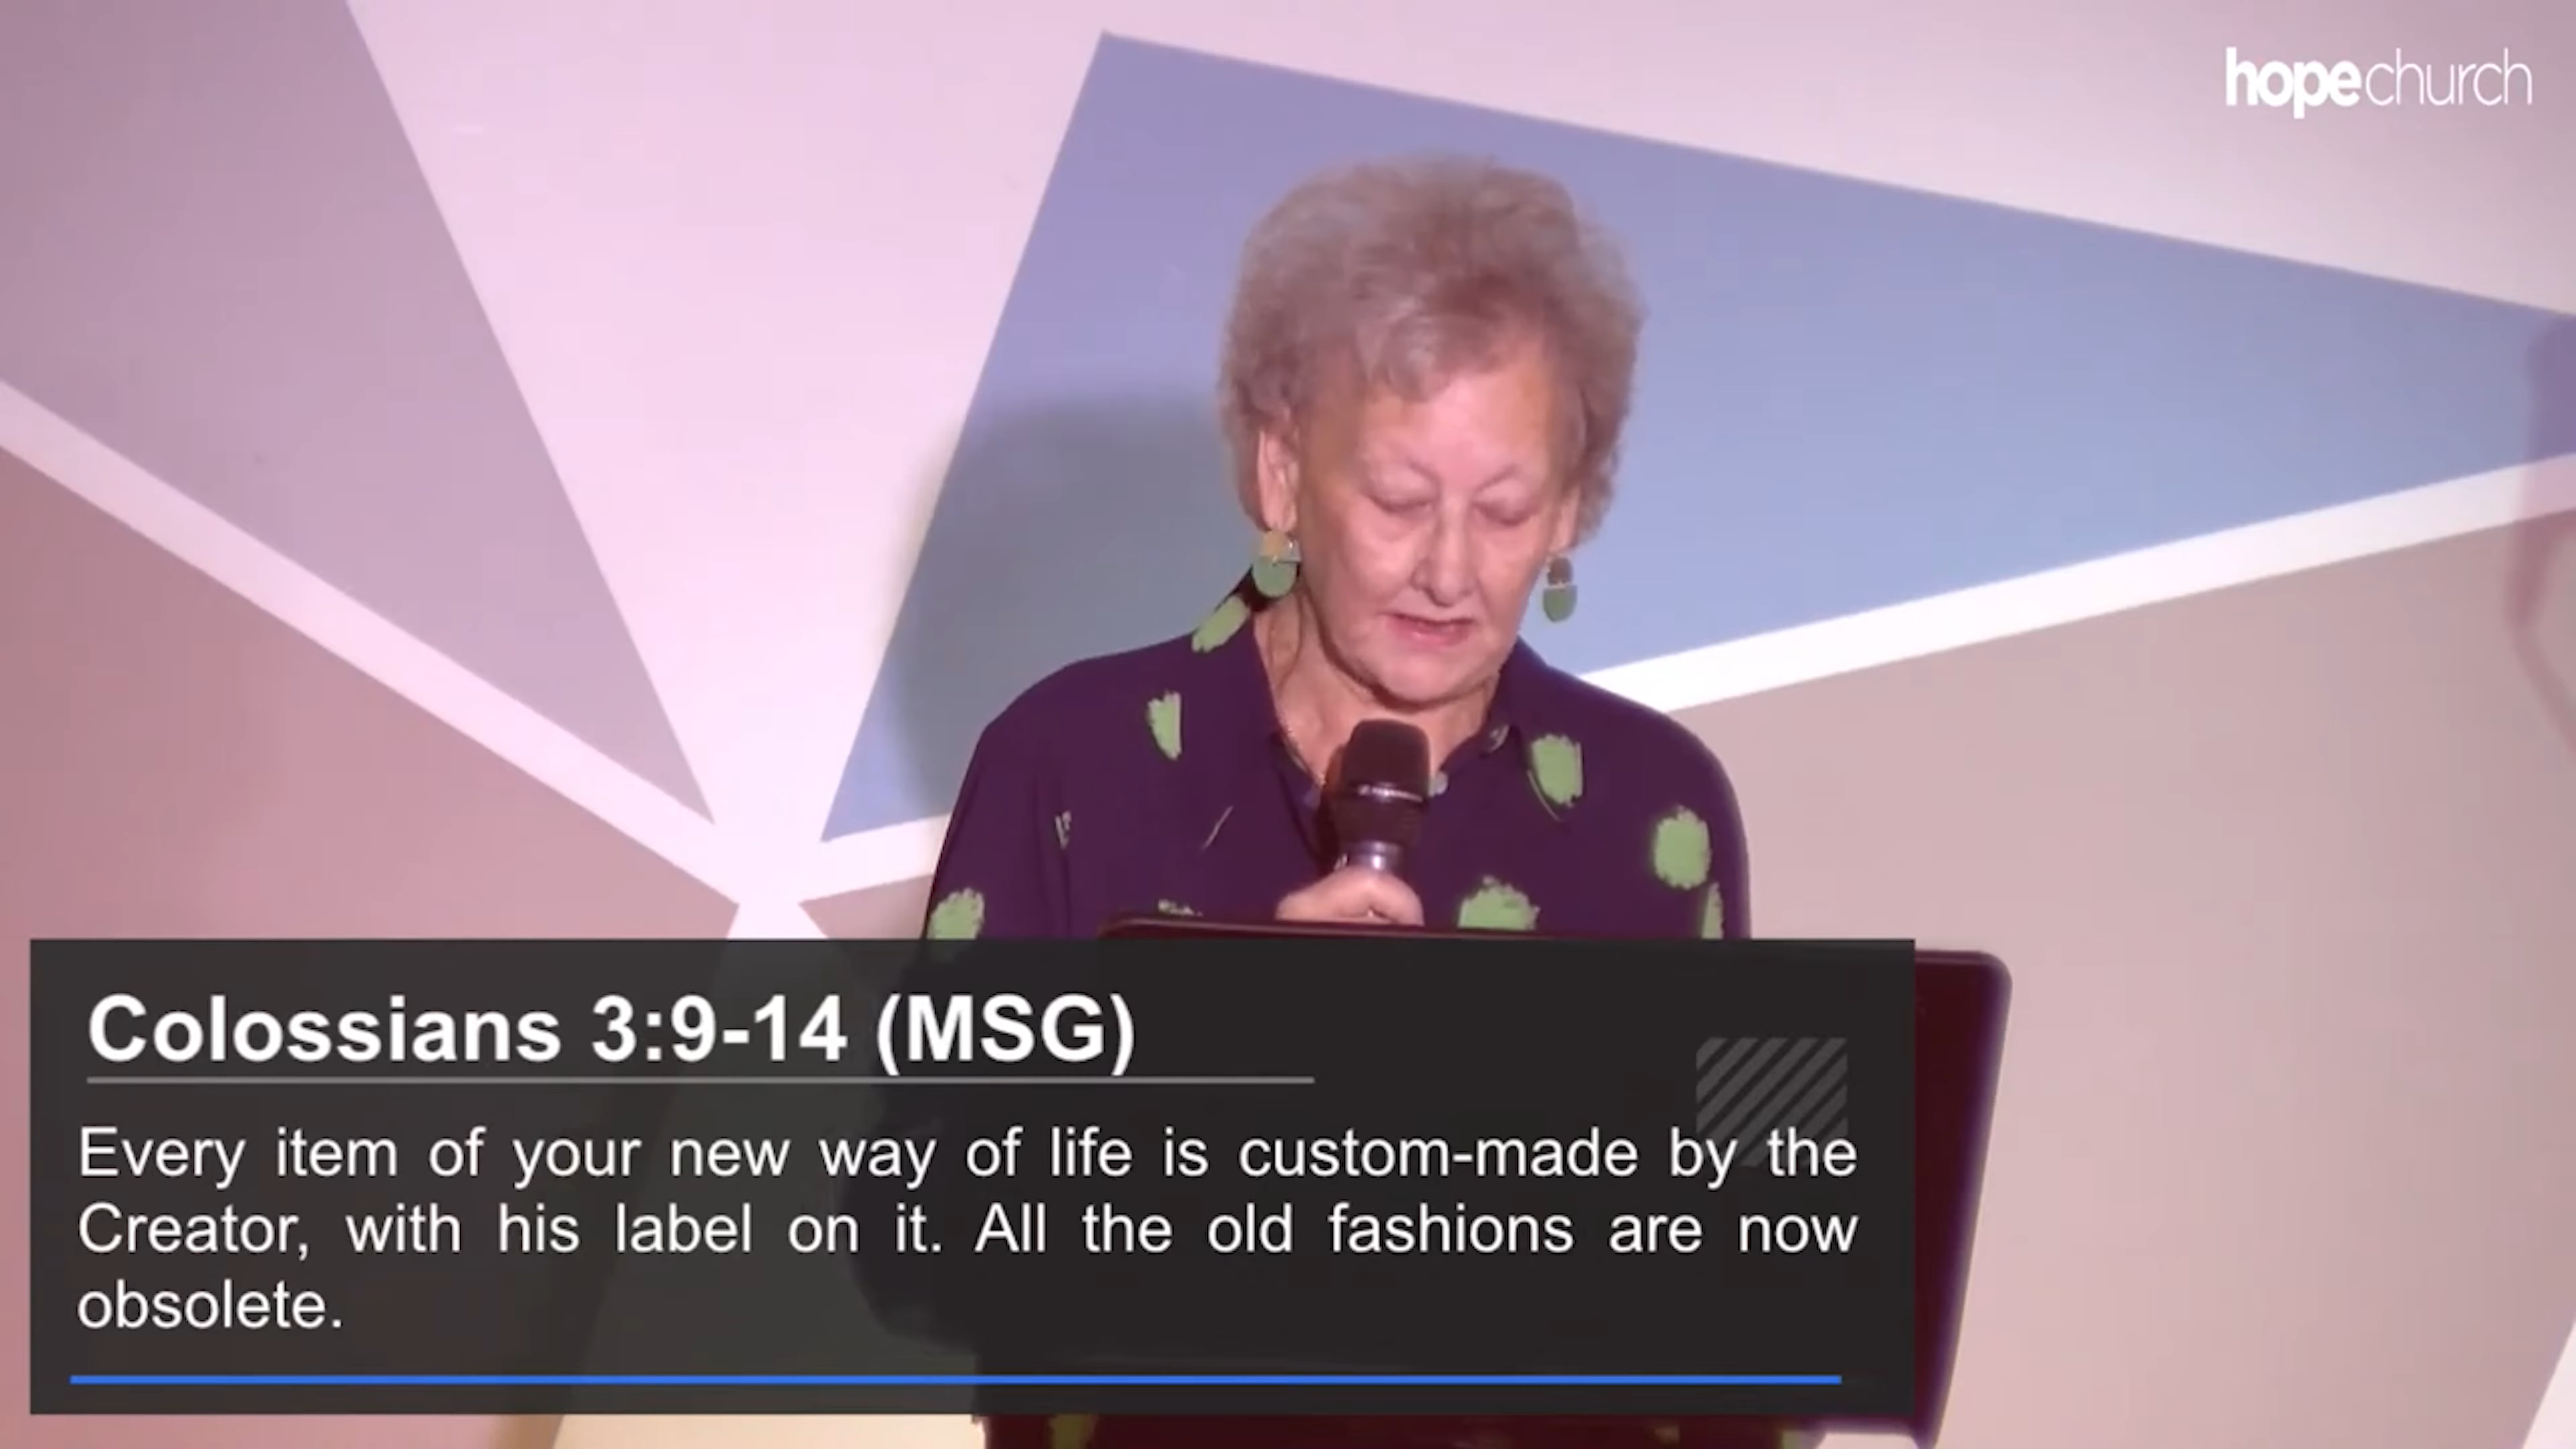 hopechurch
Colossians 3:9-14 (MSG)
Every item of your new way of life is custom-made by the
Creator, with his label on it. All the old fashions are now
obsolete.